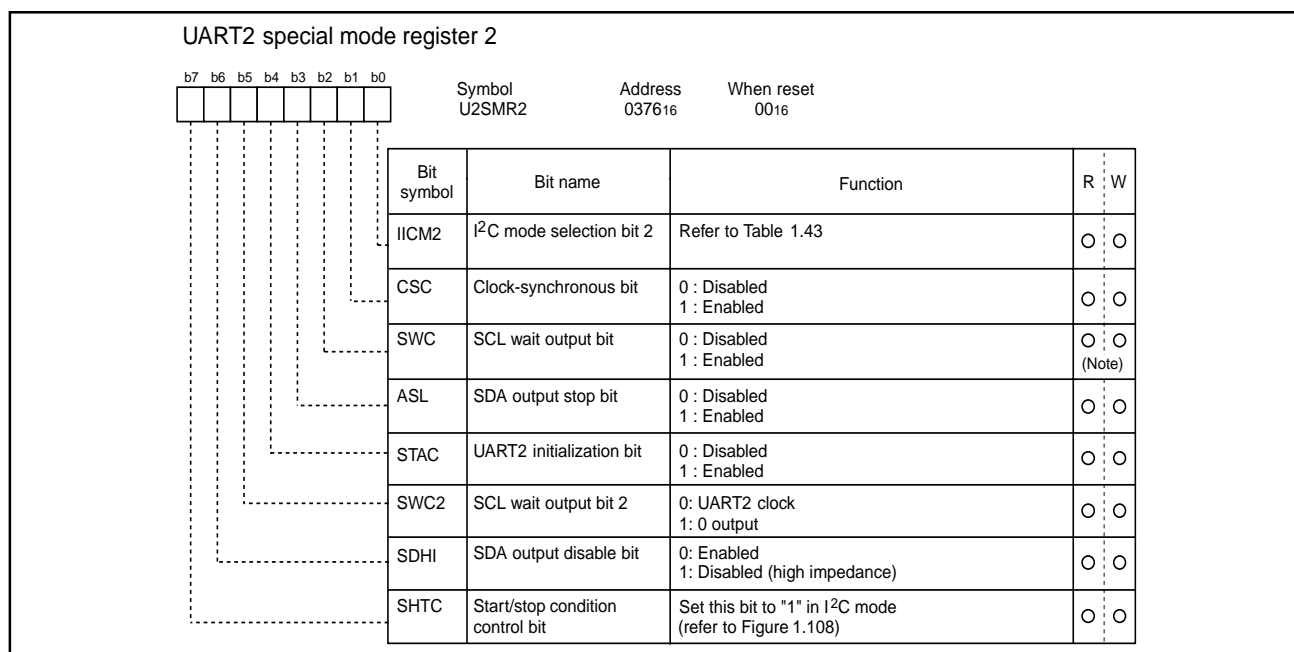 UART2 special mode register 2
b7 b6 b5 b4 b3 b2 b1 b0
Symbol Address When reset
U2SMR2 037616 0016
Bit symbol Bit name Function R W
IICM2 I2C mode selection bit 2 Refer to Table 1.43 O O
CSC Clock-synchronous bit 0 : Disabled
1 : Enabled O O
SWC SCL wait output bit 0 : Disabled
1 : Enabled O O
(Note)
ASL SDA output stop bit 0 : Disabled
1 : Enabled O O
STAC UART2 initialization bit 0 : Disabled
1 : Enabled O O
SWC2 SCL wait output bit 2 0: UART2 clock
1: 0 output O O
SDHI SDA output disable bit 0: Enabled
1: Disabled (high impedance) O O
SHTC Start/stop condition control bit Set this bit to "1" in I2C mode
(refer to Figure 1.108) O O